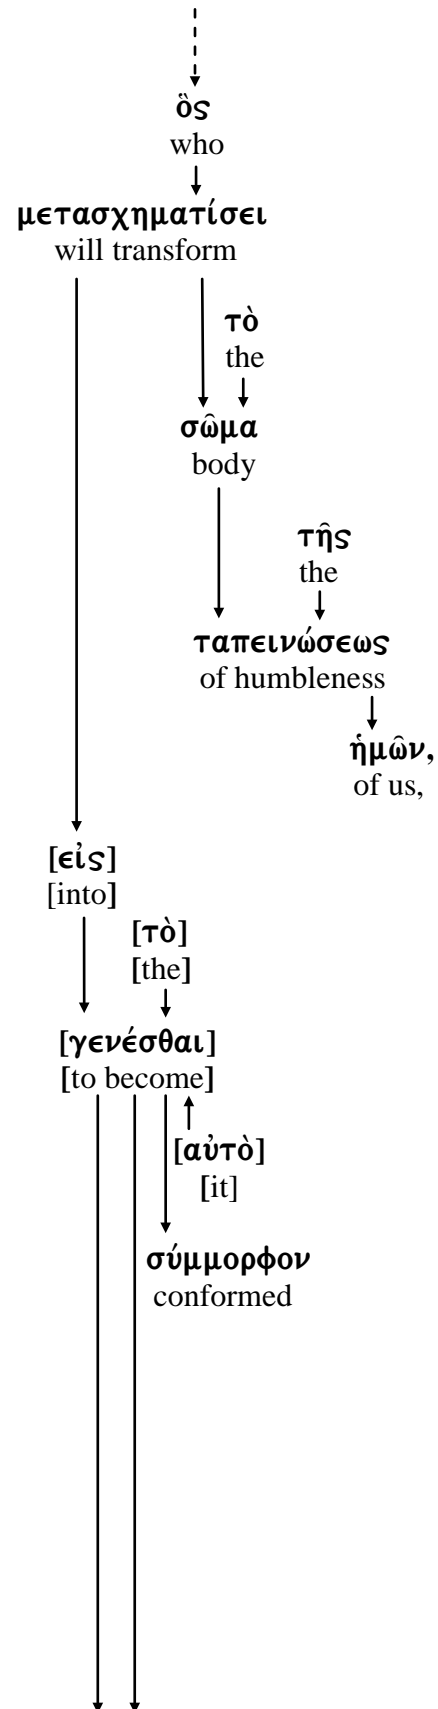 ὃς
who
μετασχηματίσει
will transform
τὸ
the
σῶμα
body
τῆς
the
ταπεινώσεως
of humbleness
ἡμῶν,
of us,
[εἰς]
[into]
[τὸ]
[the]
[γενέσθαι]
[to become]
[αὐτὸ]
[it]
σύμμορφον
conformed